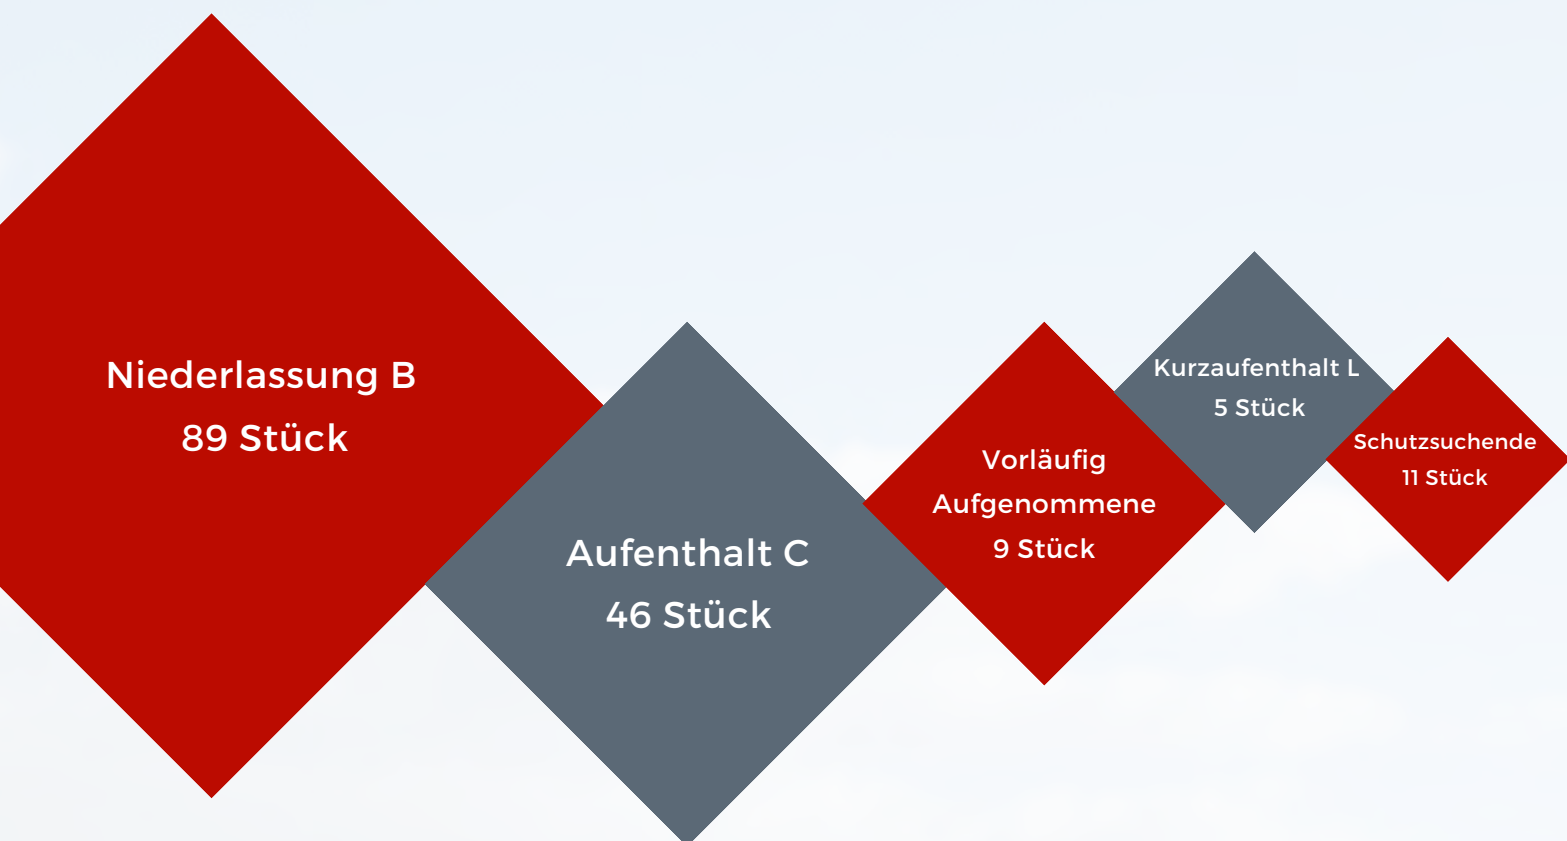 Niederlassung B
89 Stück
Aufenthalt C
46 Stück
Vorläufig
Aufgenommene
9 Stück
Kurzaufenthalt L
5 Stück
Schutzsuchende
11 Stück